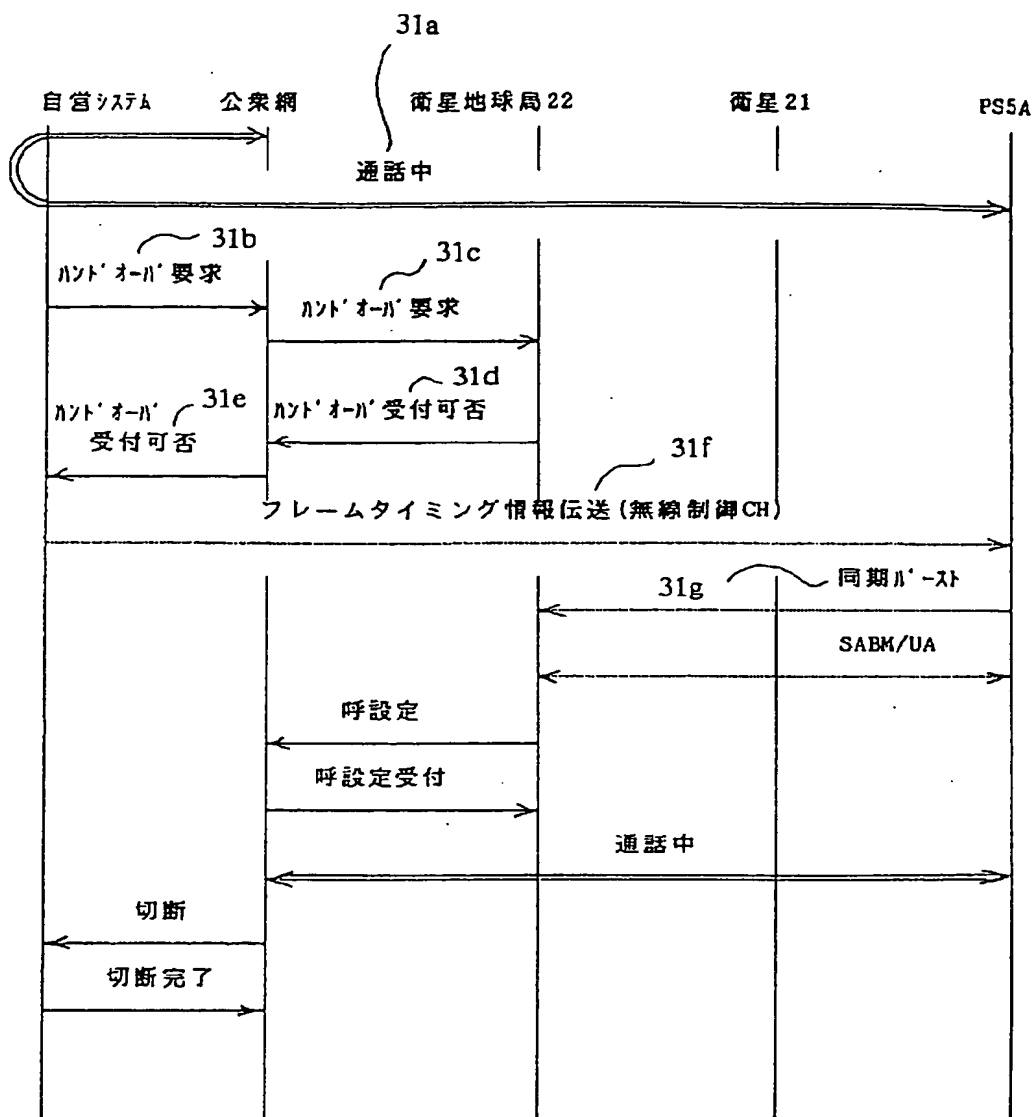 31a
自営システム 公衆網 衛星地球局22 衛星21 PS5A
通話中
31b
ハンドオーバ要求
31c
ハンドオーバ要求
31d
ハンドオーバ 31e
受付可否
ハンドオーバ受付可否
31f
フレームタイミング情報伝送(無線制御CH)
31g 同期バースト
SABM/UA
呼設定
呼設定受付
通話中
切断
切断完了